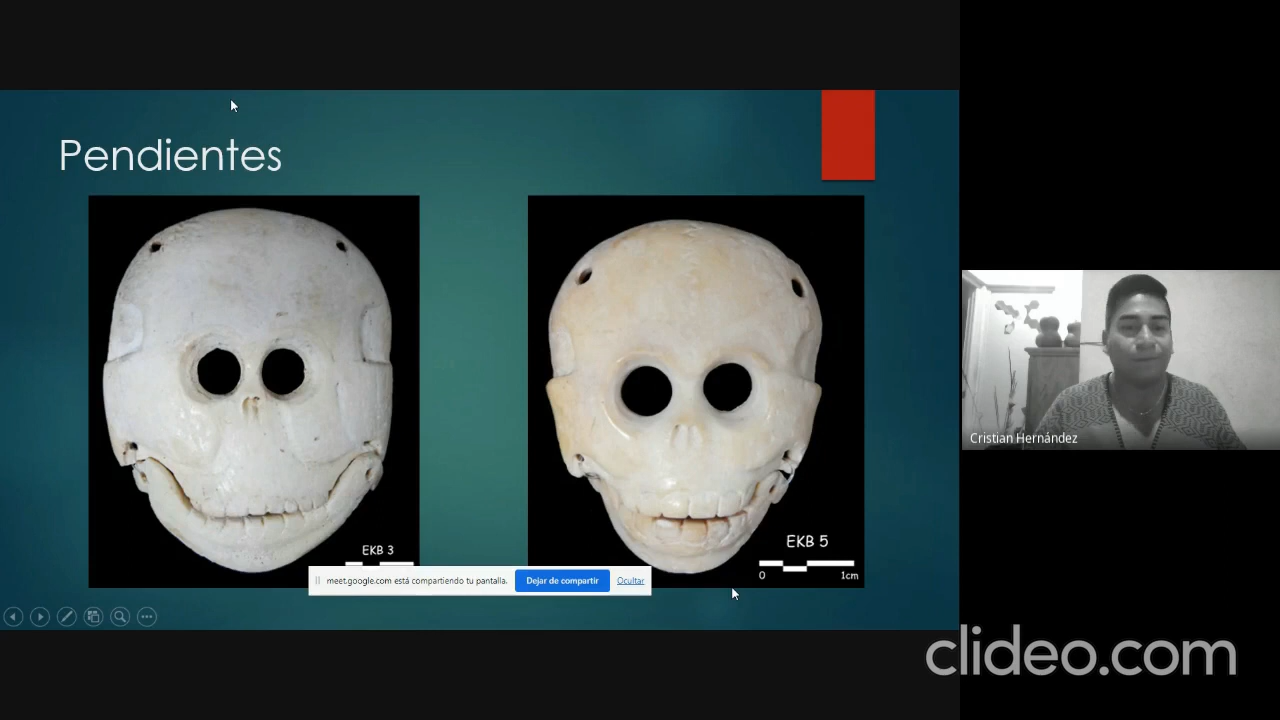 Pendientes
EKB 3
EKB 5
0 1cm
meet.google.com está compartiendo tu pantalla. Dejar de compartir Ocultar
Cristian Hernández
clideo.com